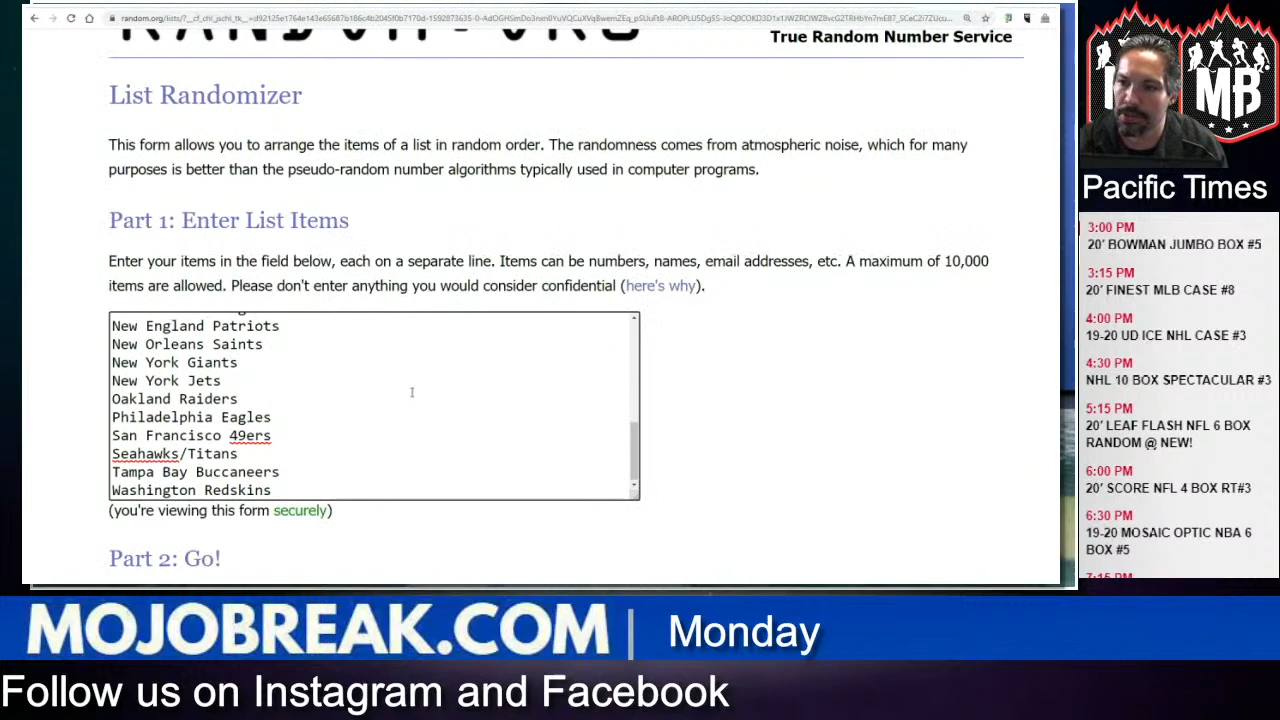 True Random Number Service
List Randomizer
This form allows you to arrange the items of a list in random order. The randomness comes from atmospheric noise, which for many
purposes is better than the pseudo-random number algorithms typically used in computer programs.
Part 1: Enter List Items
Enter your items in the field below, each on a separate line. Items can be numbers, names, email addresses, etc. A maximum of 10,000
items are allowed. Please don't enter anything you would consider confidential (here's why).
New England Patriots
New Orleans Saints
New York Giants
New York Jets
Oakland Raiders
Philadelphia Eagles
San Francisco 49ers
Seahawks/Titans
Tampa Bay Buccaneers
Washington Redskins
(you're viewing this form securely)
Part 2: Go!
MB
Pacific Times
3:00 PM
20' BOWMAN JUMBO BOX #5
3:15 PM
20' FINEST MLB CASE #8
4:00 PM
19-20 UD ICE NHL CASE #3
4:30 PM
NHL 10 BOX SPECTACULAR #3
5:15 PM
20' LEAF FLASH NFL 6 BOX
RANDOM @ NEW!
6:00 PM
20' SCORE NFL 4 BOX RT#3
6:30 PM
19-20 MOSAIC OPTIC NBA 6
BOX #5
7:15 PM
MOJOBREAK.COM | Monday
Follow us on Instagram and Facebook